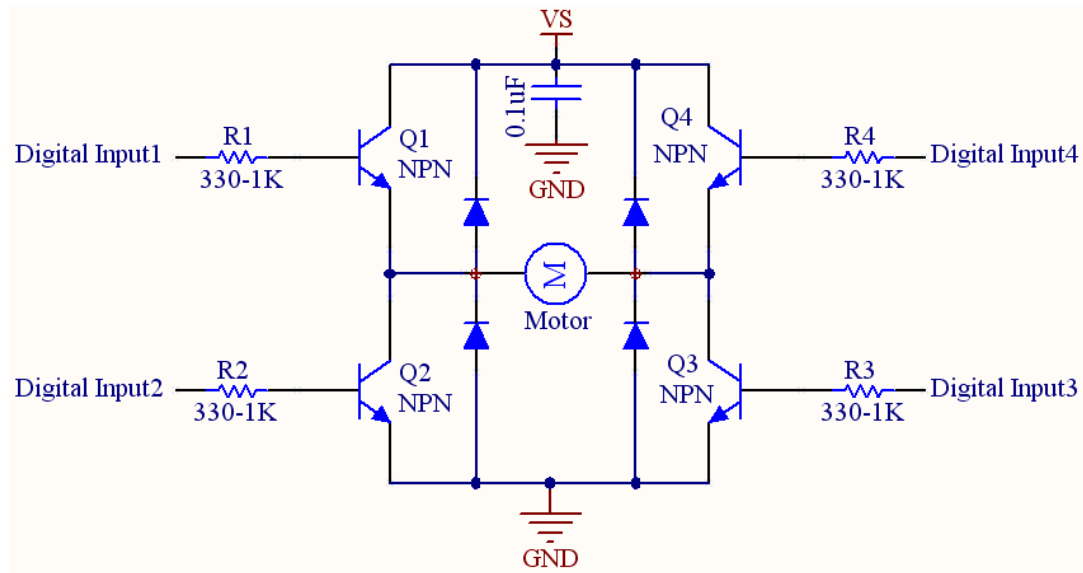 VS
0.1uF
GND
Digital Input1
R1
330-1K
Q1
NPN
Q4
NPN
R4
330-1K
Digital Input4
M
Motor
Digital Input2
R2
330-1K
Q2
NPN
Q3
NPN
R3
330-1K
Digital Input3
GND